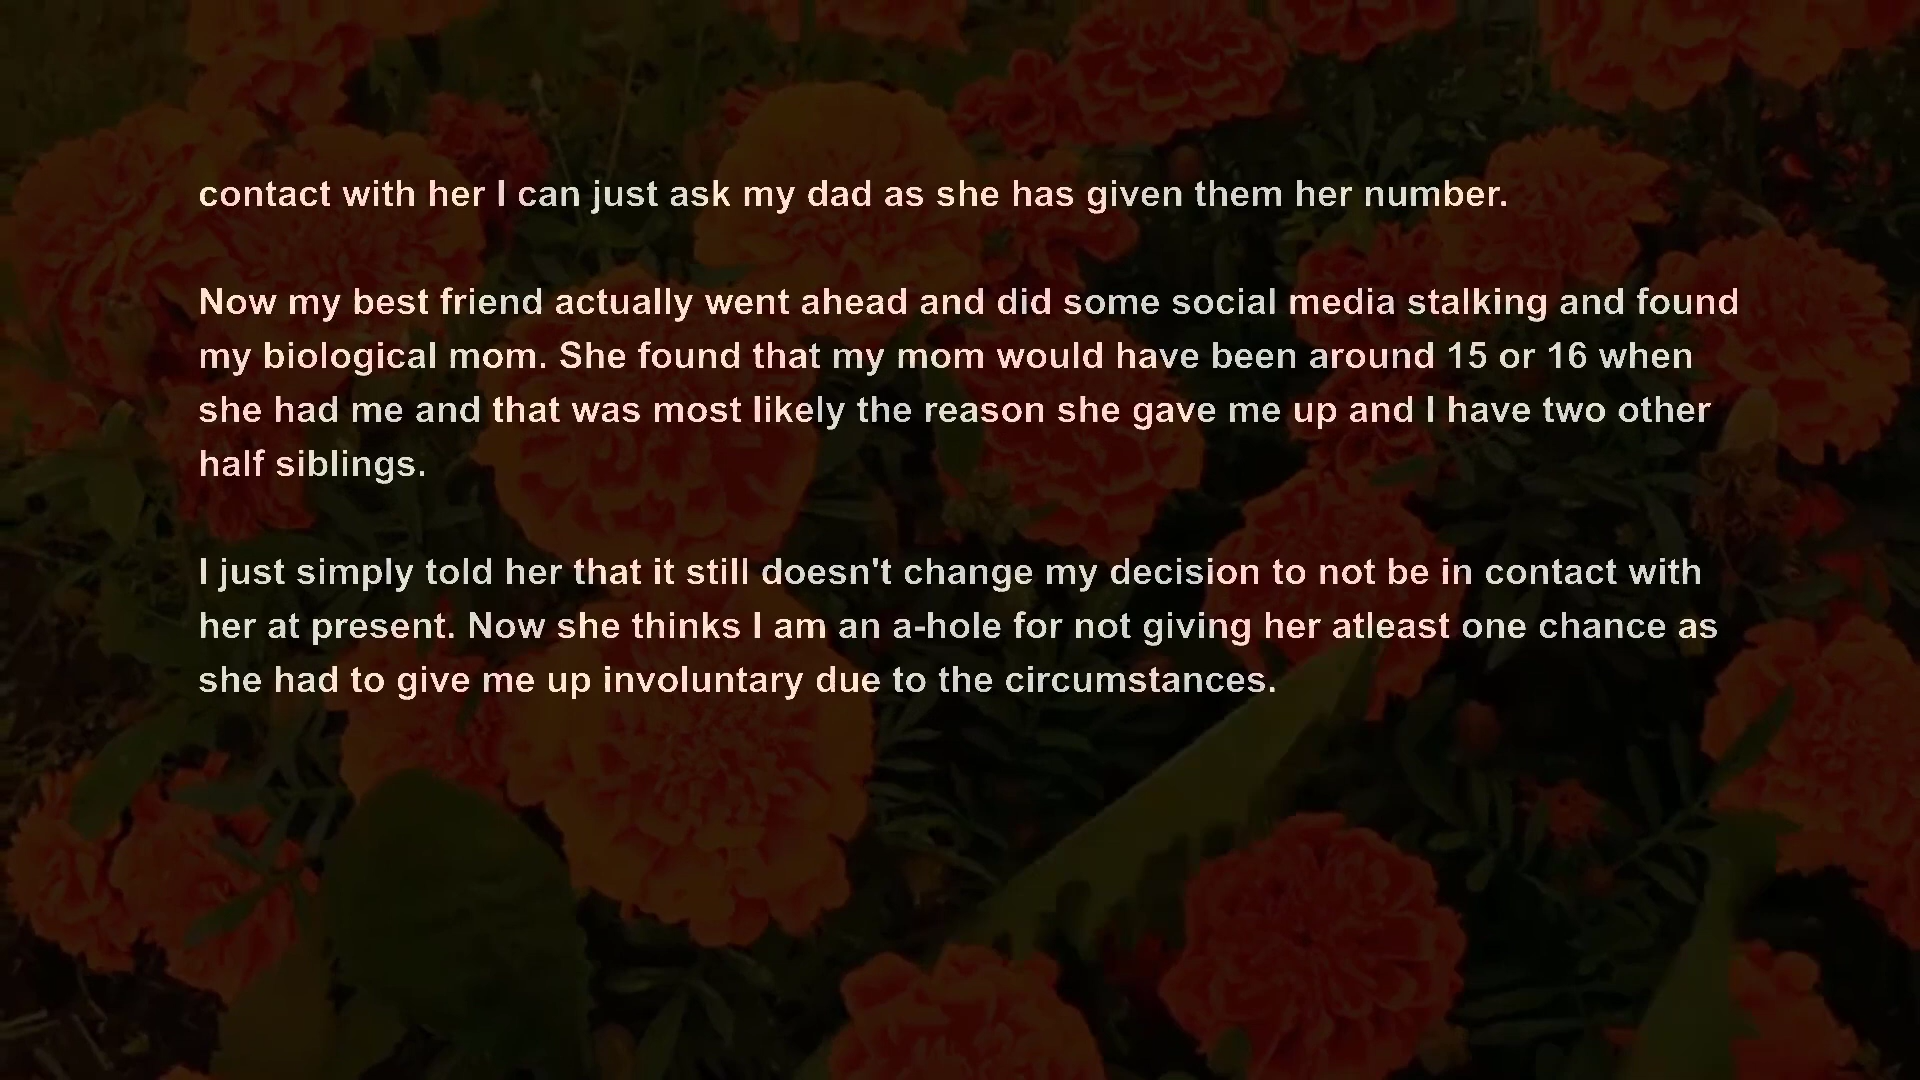 contact with her I can just ask my dad as she has given them her number.
Now my best friend actually went ahead and did some social media stalking and found
my biological mom. She found that my mom would have been around 15 or 16 when
she had me and that was most likely the reason she gave me up and I have two other
half siblings.
I just simply told her that it still doesn't change my decision to not be in contact with
her at present. Now she thinks I am an a-hole for not giving her atleast one chance as
she had to give me up involuntary due to the circumstances.